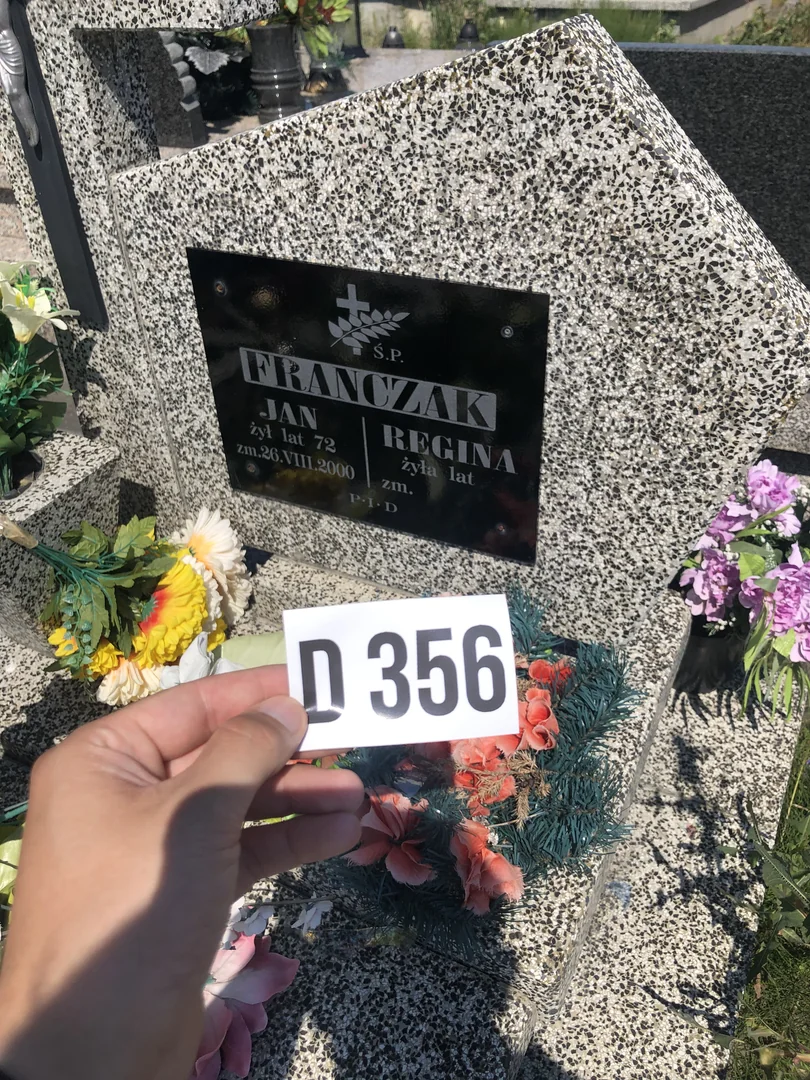 Ś.P.
FRANCZAK
JAN
żył lat 72
zm.26.VIII.2000
REGINA
żyła lat
zm.
P·I·D
D 356